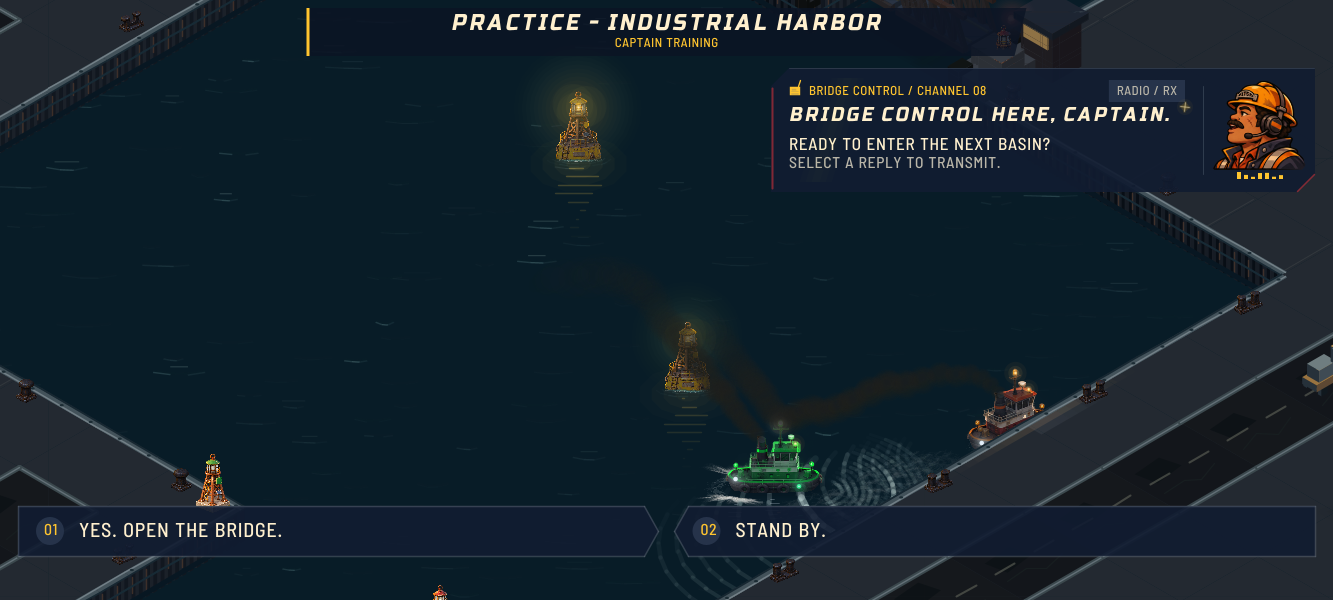 PRACTICE - INDUSTRIAL HARBOR
CAPTAIN TRAINING
BRIDGE CONTROL / CHANNEL 08
RADIO / RX
BRIDGE CONTROL HERE, CAPTAIN.
READY TO ENTER THE NEXT BASIN?
SELECT A REPLY TO TRANSMIT.
01 YES. OPEN THE BRIDGE.
02 STAND BY.